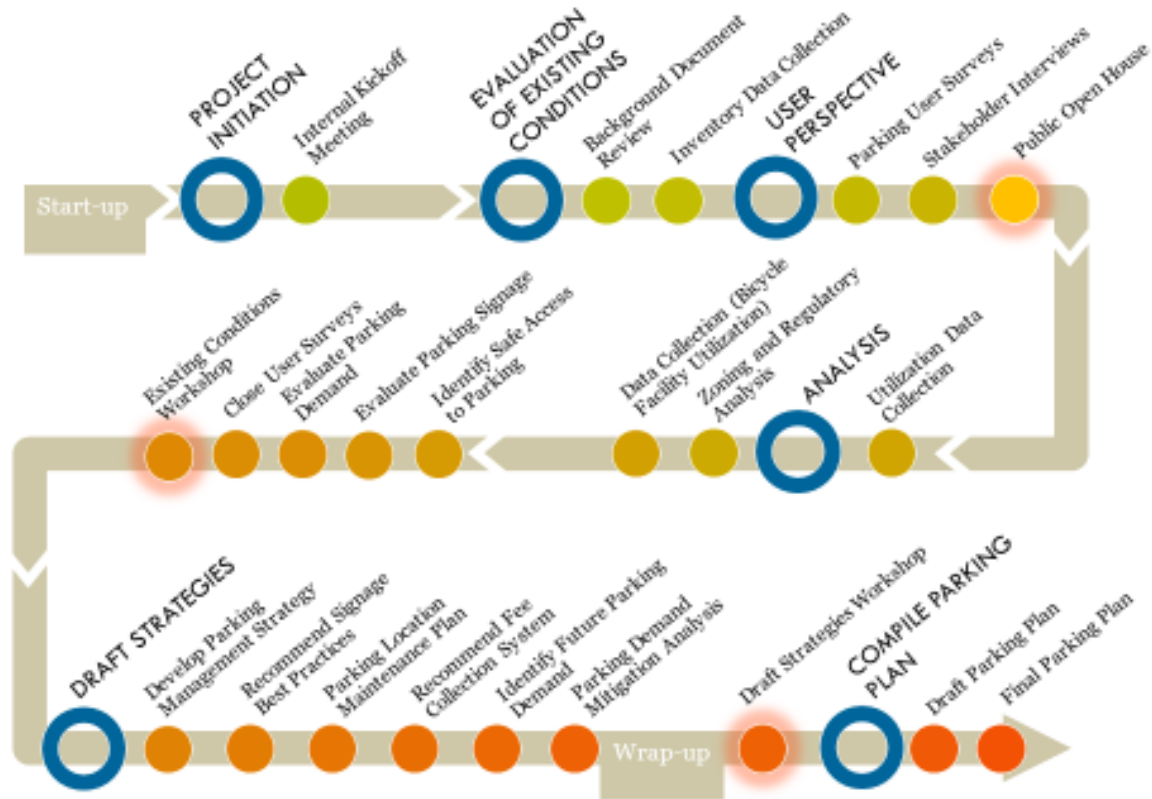 Start-up
PROJECT
INITIATION
Internal Kickoff
Meeting
EVALUATION
OF EXISTING
CONDITIONS
Background Document
Review
Inventory Data Collection
USER
PERSPECTIVE
Parking User Surveys
Stakeholder Interviews
Public Open House
Utilization Data
Collection
ANALYSIS
Zoning and Regulatory
Analysis
Data Collection (Bicycle
Facility Utilization)
Identify Safe Access
to Parking
Evaluate Parking Signage
Evaluate Parking
Demand
Close User Surveys
Existing Conditions
Workshop
DRAFT STRATEGIES
Develop Parking
Management Strategy
Recommend Signage
Best Practices
Parking Location
Maintenance Plan
Recommend Fee
Collection System
Identify Future Parking
Demand
Parking Demand
Mitigation Analysis
Wrap-up
Draft Strategies Workshop
COMPILE PARKING
PLAN
Draft Parking Plan
Final Parking Plan